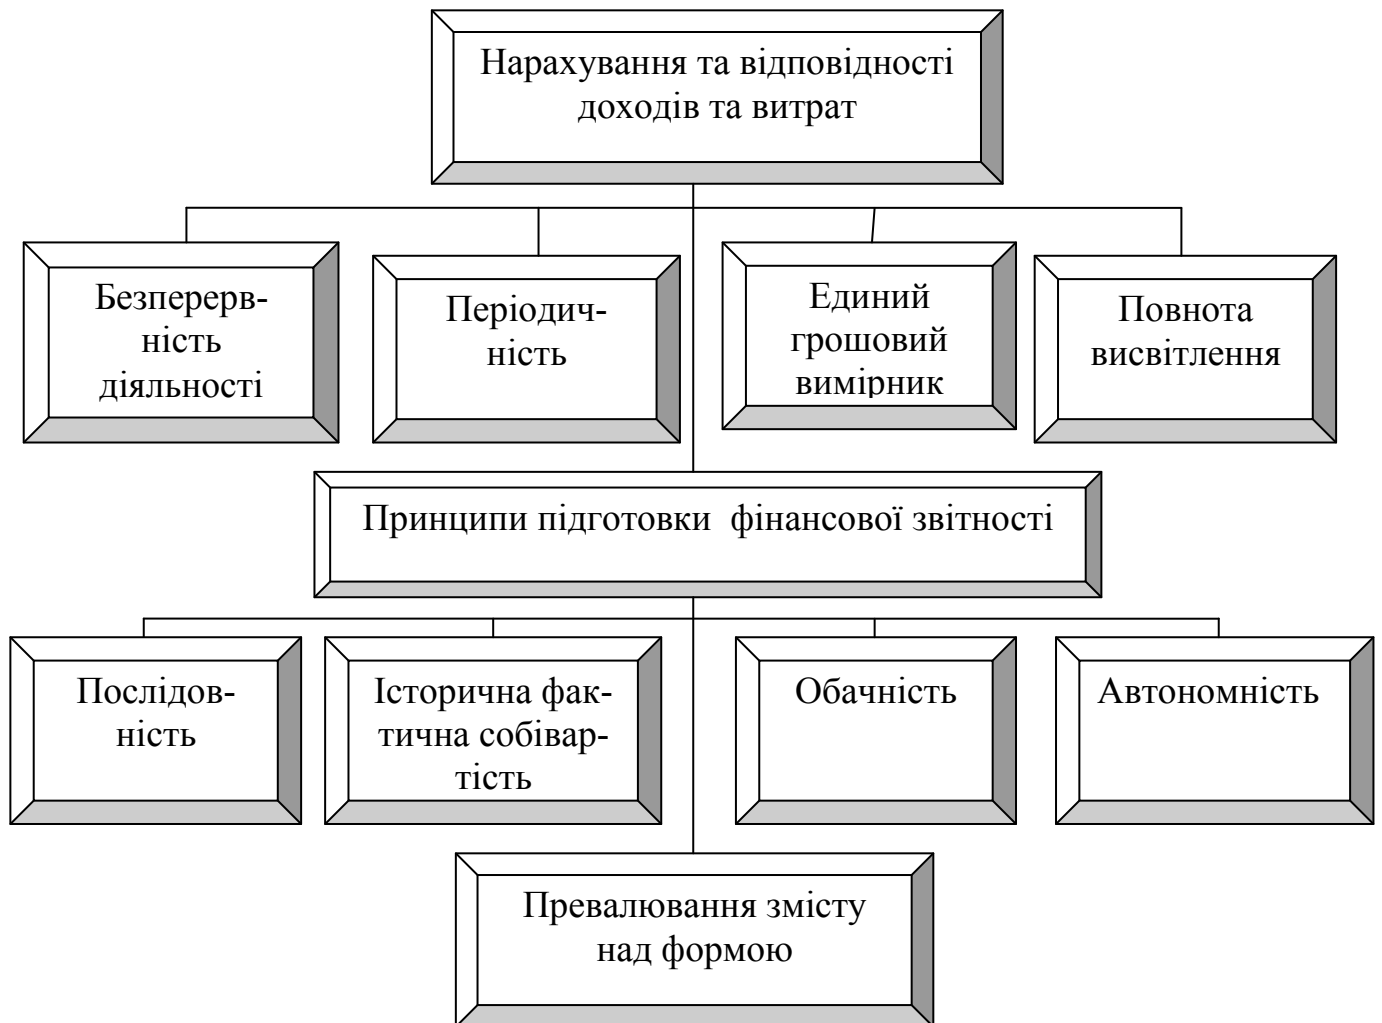 Нарахування та відповідності
доходів та витрат
Безперерв-
ність
діяльності
Періодич-
ність
Единий
грошовий
вимірник
Повнота
висвітлення
Принципи підготовки фінансової звітності
Послідов-
ність
Історична фак-
тична собівар-
тість
Обачність
Автономність
Превалювання змісту
над формою